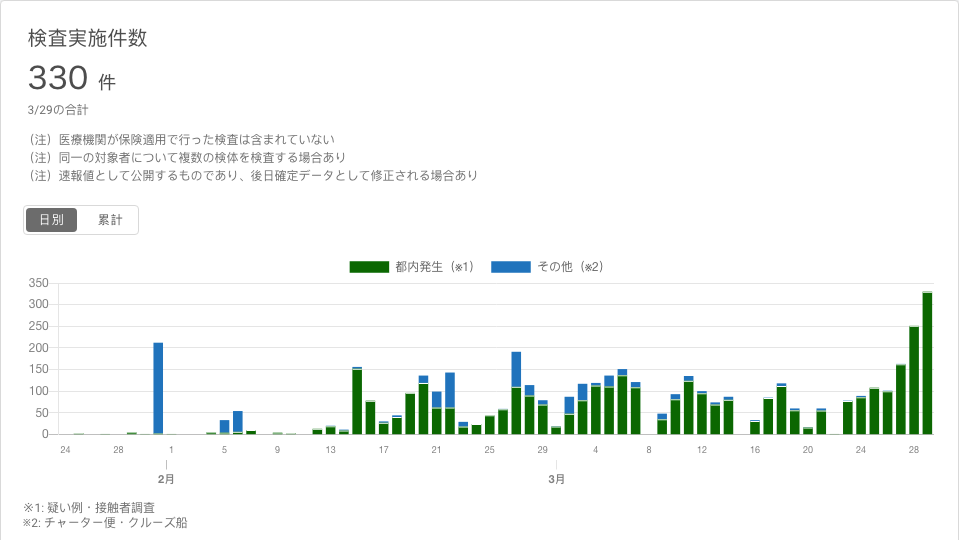 検査実施件数
330 件
3/29の合計
（注）医療機関が保険適用で行った検査は含まれていない
（注）同一の対象者について複数の検体を検査する場合あり
（注）速報値として公開するものであり、後日確定データとして修正される場合あり
日別 累計
都内発生（※1） その他（※2）
350
300
250
200
150
100
50
0
24 28 1 5 9 13 17 21 25 29 4 8 12 16 20 24 28
2月 3月
※1: 疑い例・接触者調査
※2: チャーター便・クルーズ船